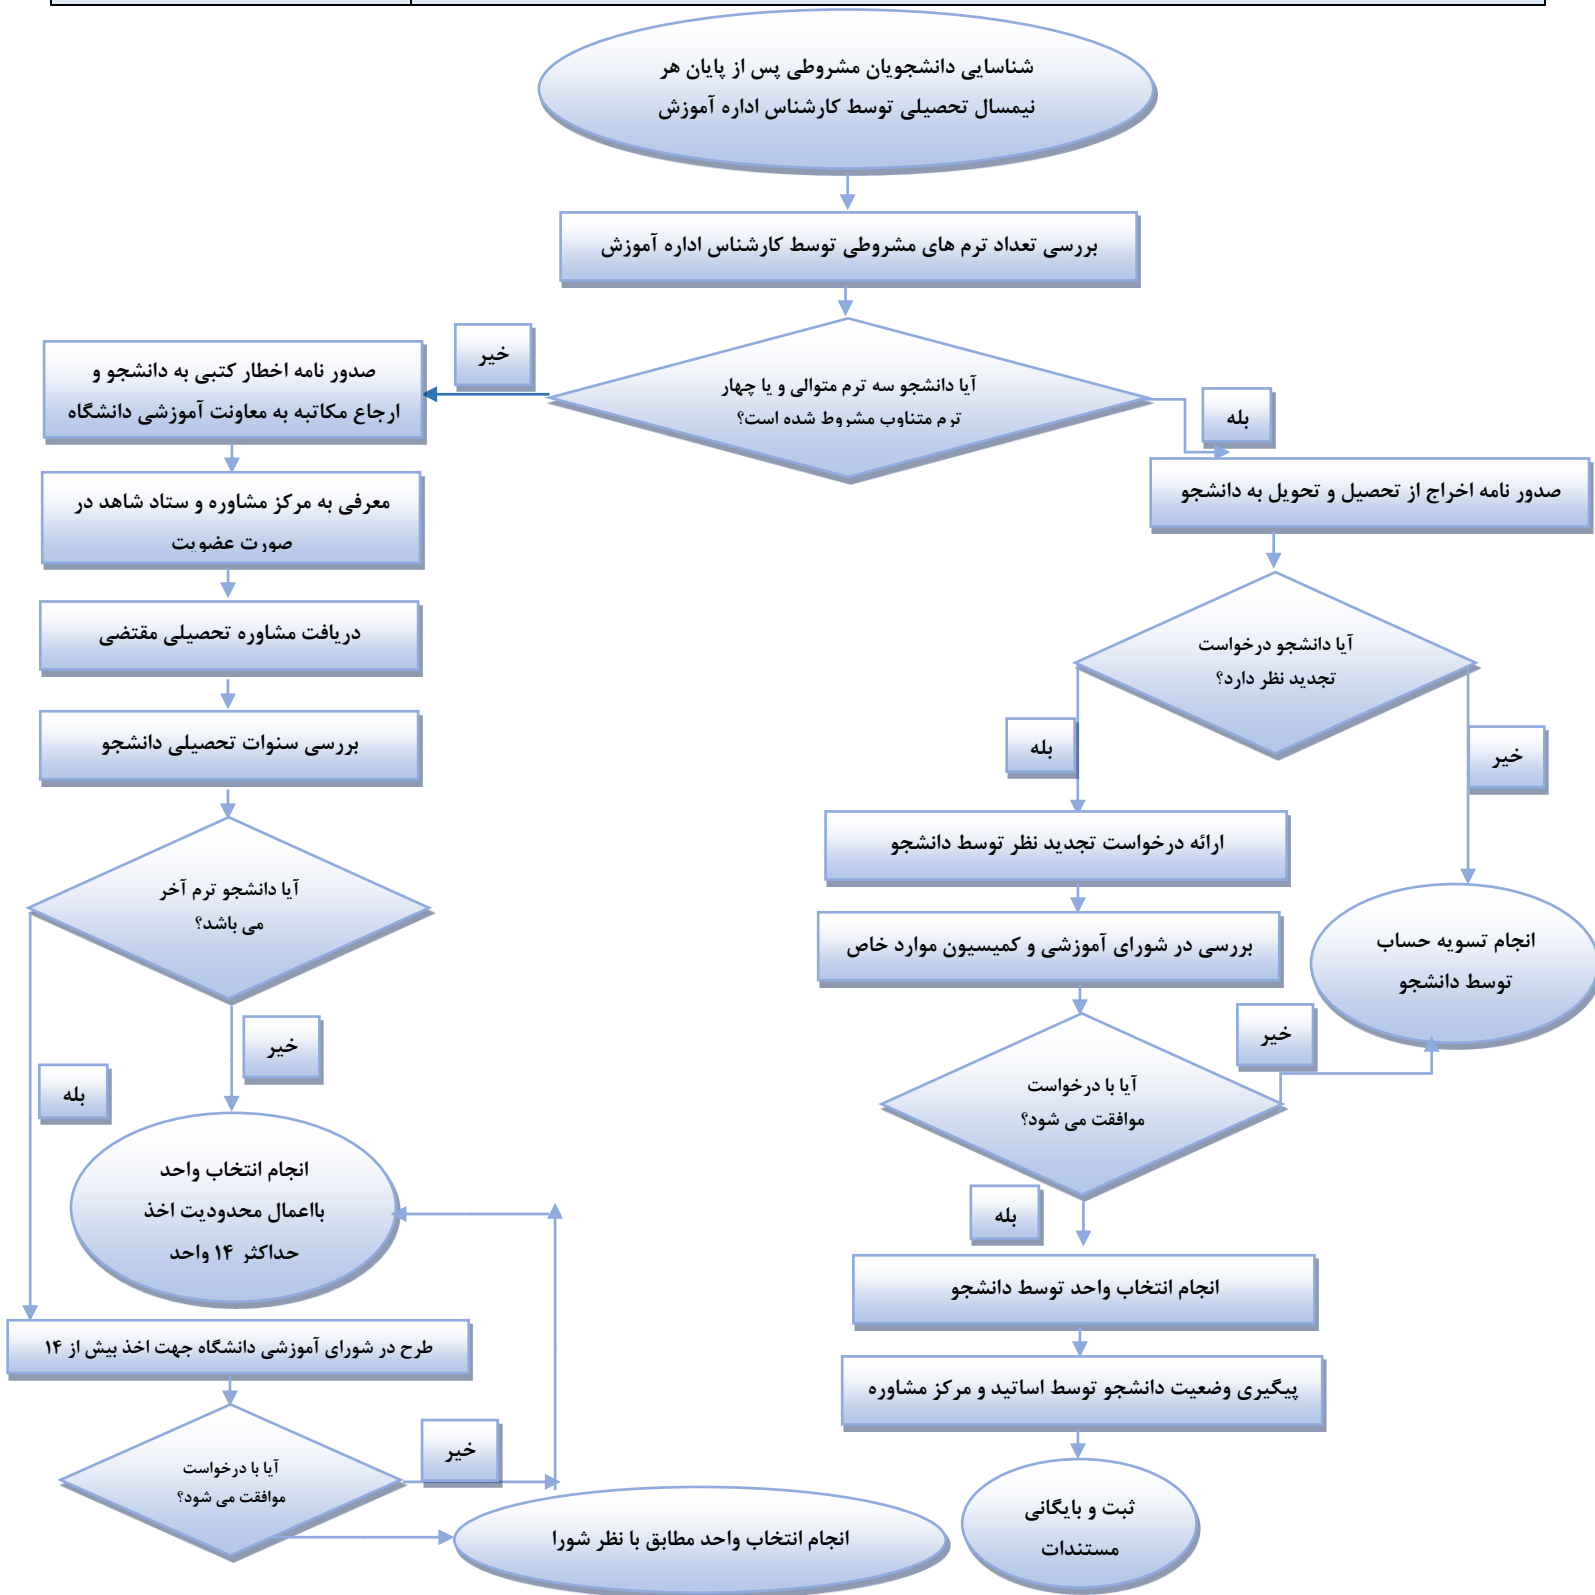 شناسایی دانشجویان مشروطی پس از پایان هر
نیمسال تحصیلی توسط کارشناس اداره آموزش
بررسی تعداد ترم های مشروطی توسط کارشناس اداره آموزش
آیا دانشجو سه ترم متوالی و یا چهار
ترم متناوب مشروط شده است؟
بله
صدور نامه اخراج از تحصیل و تحویل به دانشجو
آیا دانشجو درخواست
تجدید نظر دارد؟
خیر
انجام تسویه حساب
توسط دانشجو
بله
ارائه درخواست تجدید نظر توسط دانشجو
بررسی در شورای آموزشی و کمیسیون موارد خاص
آیا با درخواست
موافقت می شود؟
خیر
بله
انجام انتخاب واحد توسط دانشجو
پیگیری وضعیت دانشجو توسط اساتید و مرکز مشاوره
ثبت و بایگانی
مستندات
خیر
صدور نامه اخطار کتبی به دانشجو و
ارجاع مکاتبه به معاونت آموزشی دانشگاه
معرفی به مرکز مشاوره و ستاد شاهد در
صورت عضویت
دریافت مشاوره تحصیلی مقتضی
بررسی سنوات تحصیلی دانشجو
آیا دانشجو ترم آخر
می باشد؟
خیر
بله
انجام انتخاب واحد
بااعمال محدودیت اخذ
حداکثر ۱۴ واحد
طرح در شورای آموزشی دانشگاه جهت اخذ بیش از ۱۴
آیا با درخواست
موافقت می شود؟
خیر
انجام انتخاب واحد مطابق با نظر شورا